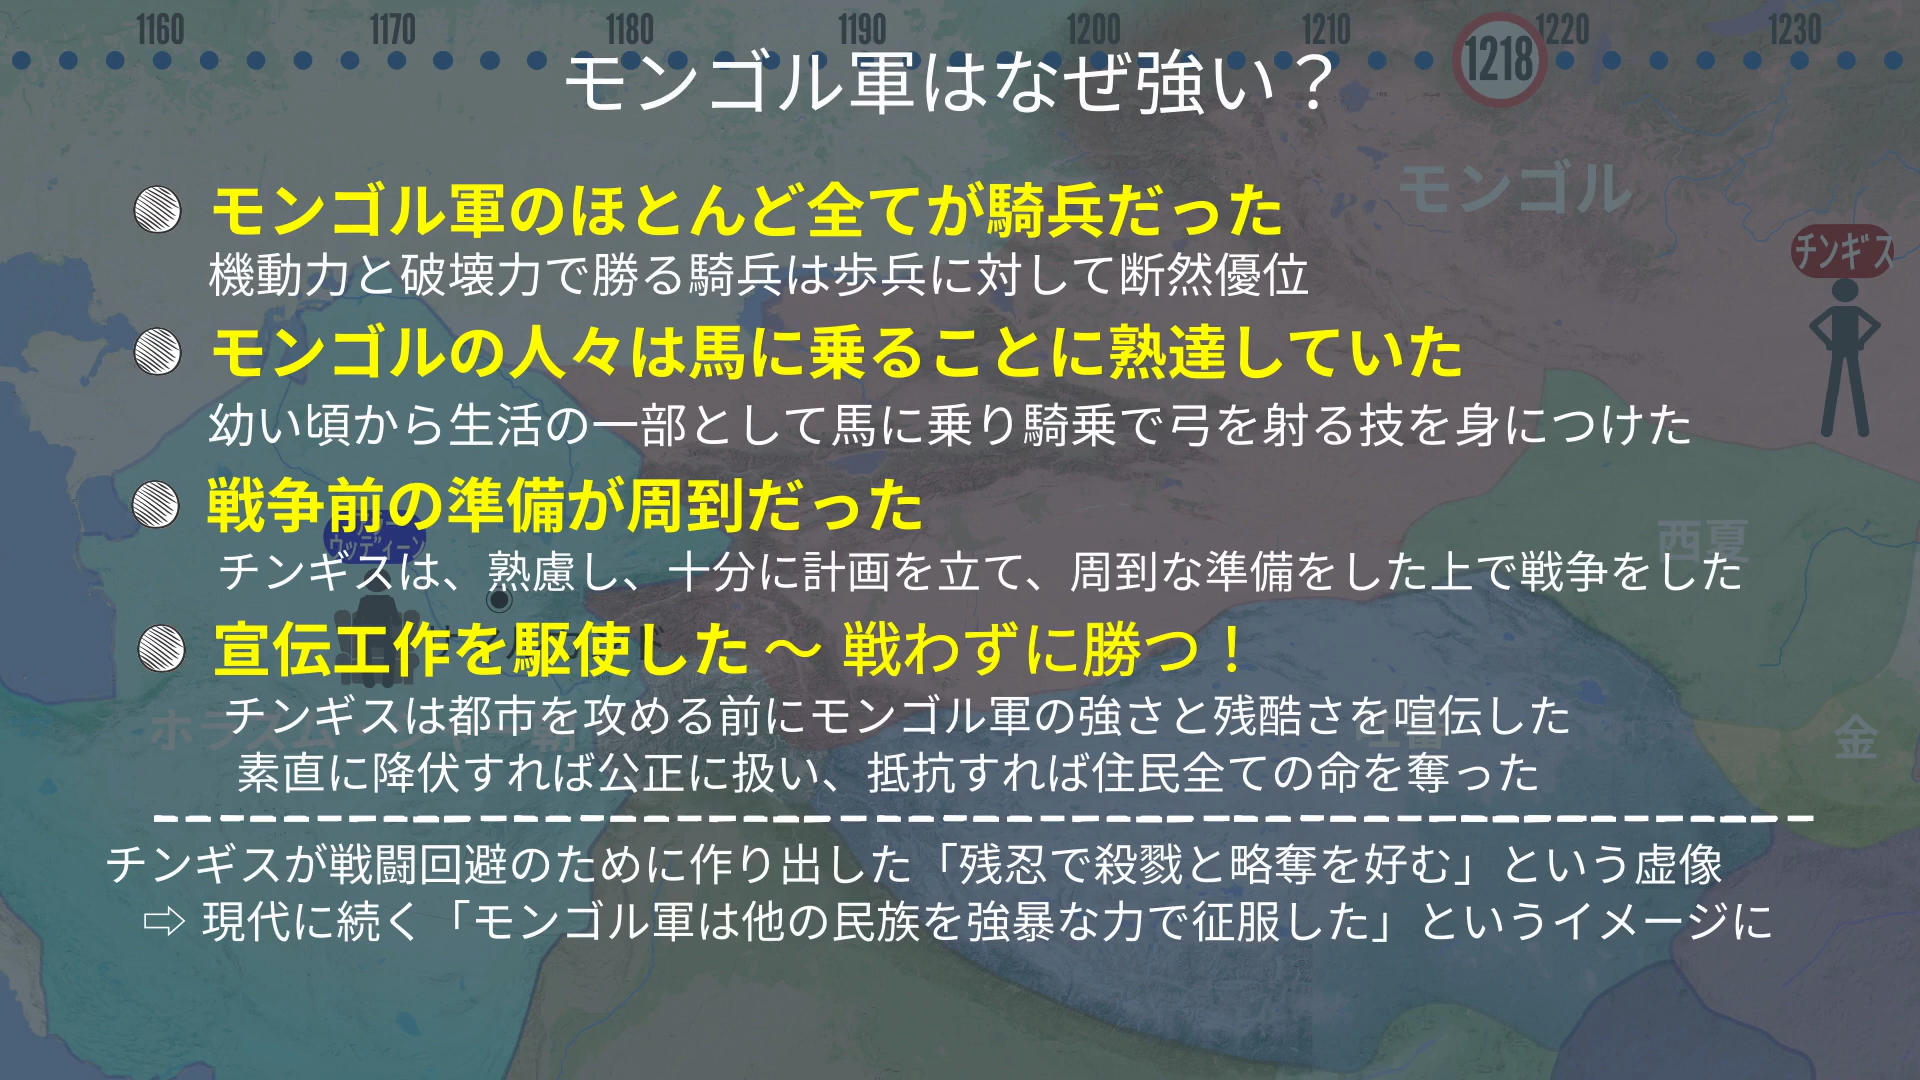 1160 1170 1180 1190 1200 1210 1218 1220 1230
モンゴル軍はなぜ強い？
モンゴル
● モンゴル軍のほとんど全てが騎兵だった
チンギス
機動力と破壊力で勝る騎兵は歩兵に対して断然優位
● モンゴルの人々は馬に乗ることに熟達していた
幼い頃から生活の一部として馬に乗り騎乗で弓を射る技を身につけた
● 戦争前の準備が周到だった
ウッディーン
西夏
チンギスは、熟慮し、十分に計画を立て、周到な準備をした上で戦争をした
● 宣伝工作を駆使した ～ 戦わずに勝つ！
チンギスは都市を攻める前にモンゴル軍の強さと残酷さを喧伝した
金
素直に降伏すれば公正に扱い、抵抗すれば住民全ての命を奪った
チンギスが戦闘回避のために作り出した「残忍で殺戮と略奪を好む」という虚像
⇨ 現代に続く「モンゴル軍は他の民族を強暴な力で征服した」というイメージに